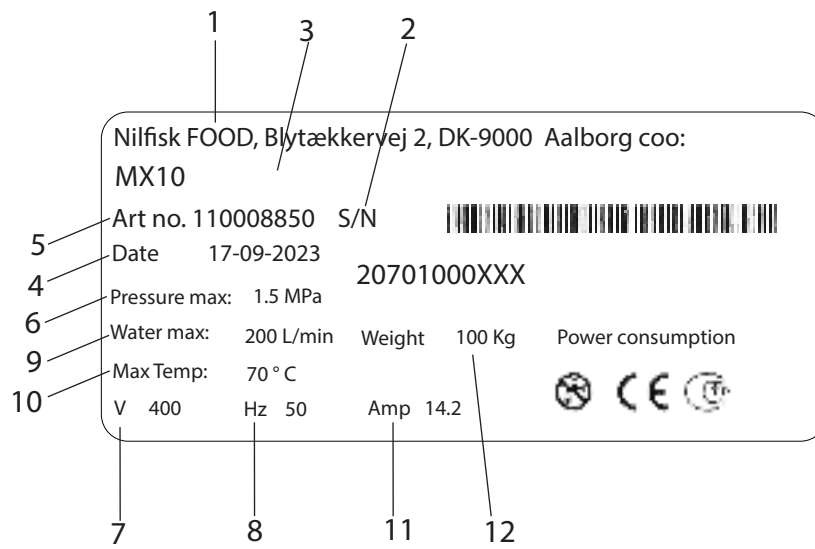 1
3
2
Nilfisk FOOD, Blytækkervej 2, DK-9000 Aalborg coo:
MX10
5 Art no. 110008850 S/N
4 Date 17-09-2023
20701000XXX
6 Pressure max: 1.5 MPa
9 Water max: 200 L/min Weight 100 Kg Power consumption
10 Max Temp: 70 ° C
V 400 Hz 50 Amp 14.2
CE
7
8
11
12